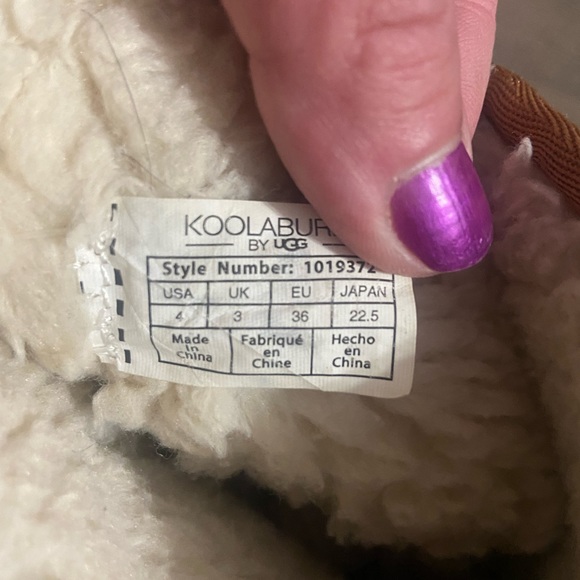 KOOLABUR
BY UGG
Style Number: 1019372
USA UK EU JAPAN
4 3 36 22.5
Made in China
Fabriqué en Chine
Hecho en China